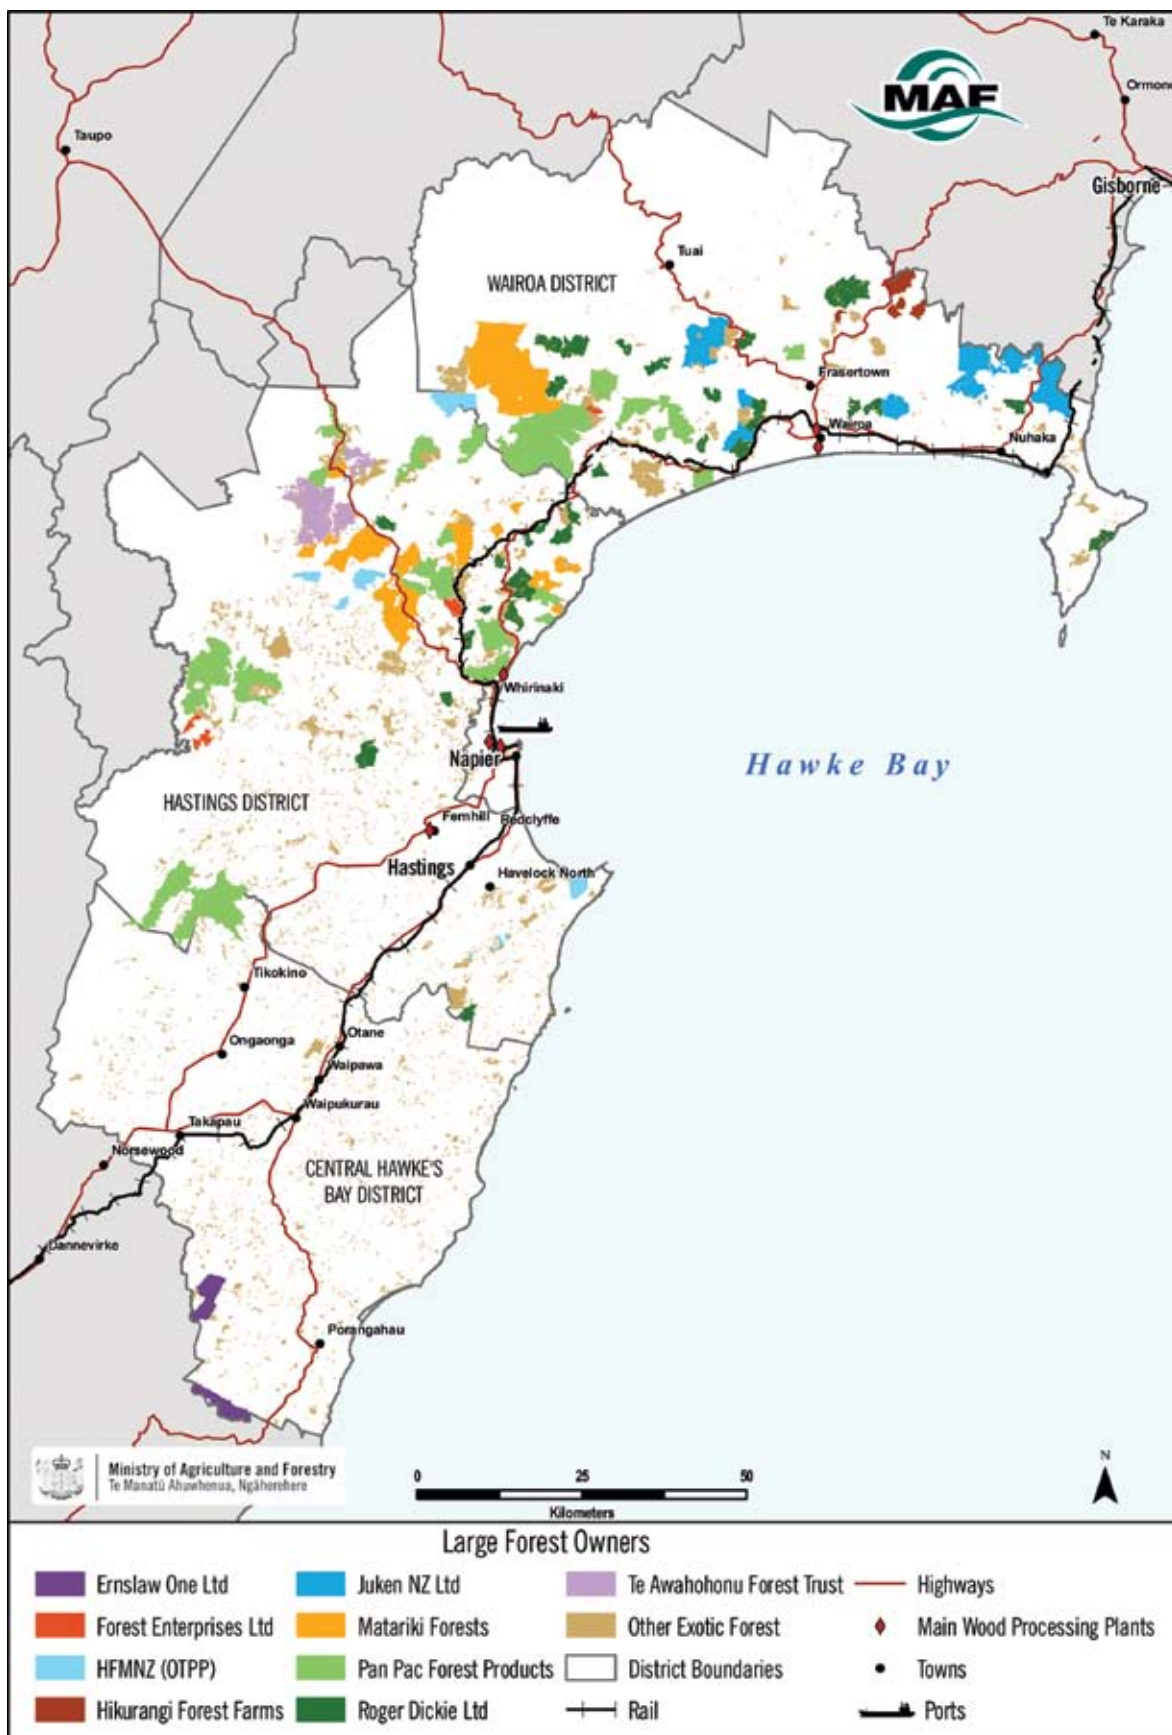 Te Karaka
MAF
Ormond
Taupo
Gisborne
Tuai
WAIROA DISTRICT
Frasertown
Wairoa
Nuhaka
Whirinaki
Napier
Hawke Bay
HASTINGS DISTRICT
Fernhill
Redclyffe
Hastings
Havelock North
Tikokino
Otane
Ongaonga
Waipawa
Waipukurau
Takapau
Norsewood
CENTRAL HAWKE'S
BAY DISTRICT
Dannevirke
Porangahau
Ministry of Agriculture and Forestry
Te Manatū Ahuwhenua, Ngāherehere
0 25 50
Kilometers
N
Large Forest Owners
Ernslaw One Ltd
Juken NZ Ltd
Te Awahohonu Forest Trust
Highways
Forest Enterprises Ltd
Matariki Forests
Other Exotic Forest
Main Wood Processing Plants
HFMNZ (OTPP)
Pan Pac Forest Products
District Boundaries
Towns
Hikurangi Forest Farms
Roger Dickie Ltd
Rail
Ports